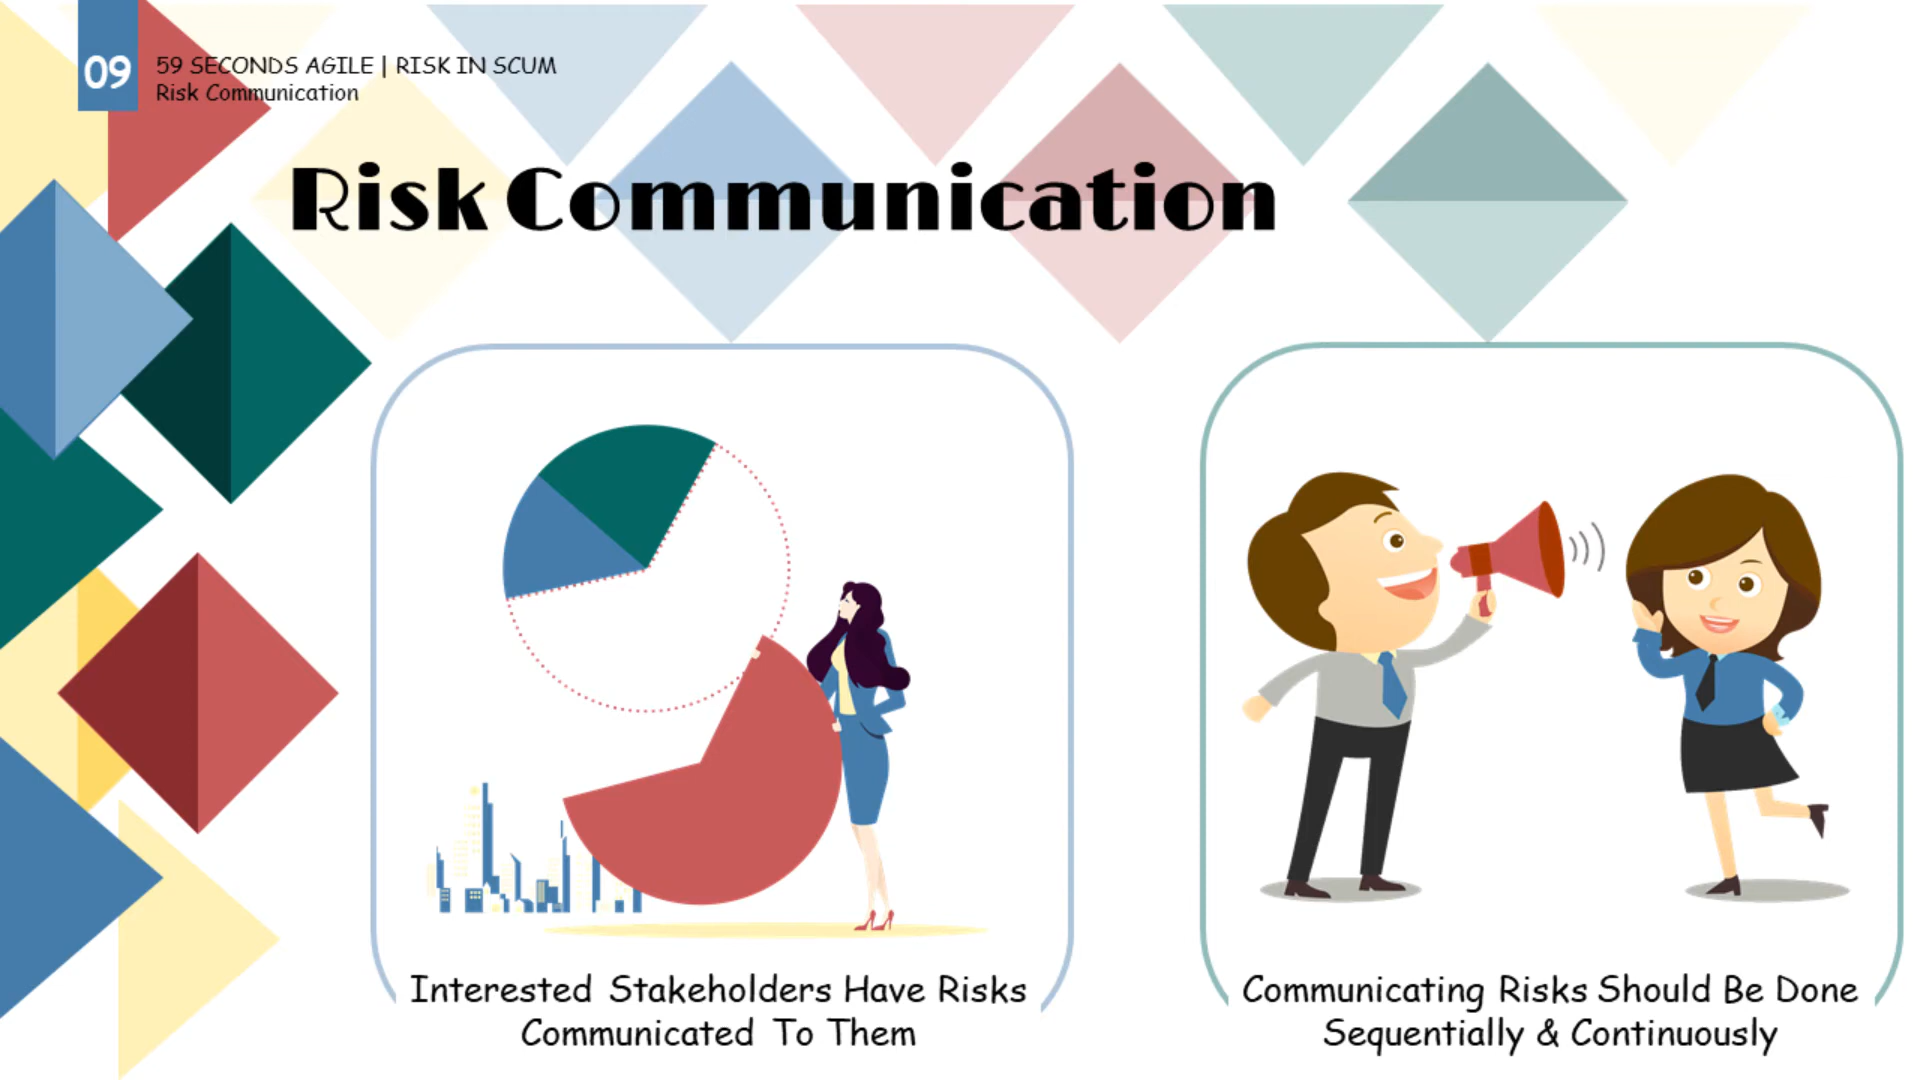 09
59 SECONDS AGILE | RISK IN SCUM
Risk Communication
Risk Communication
Interested Stakeholders Have Risks
Communicated To Them
Communicating Risks Should Be Done
Sequentially & Continuously